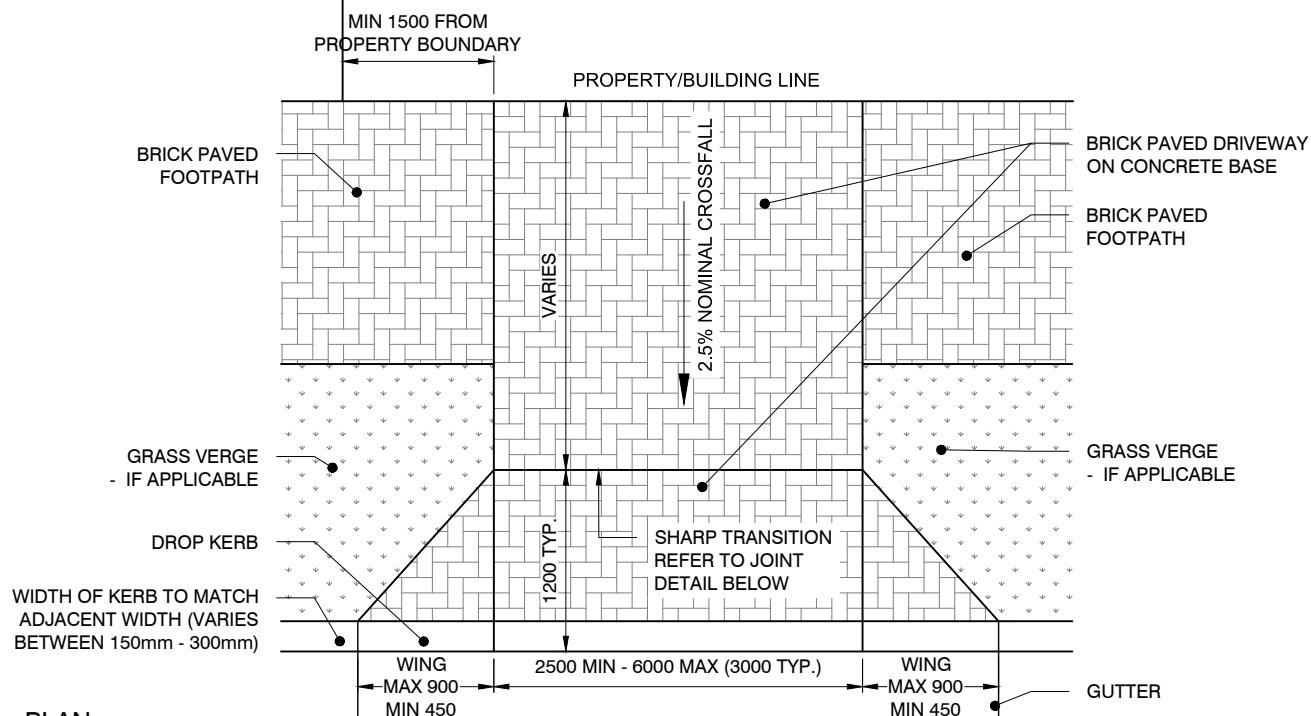 MIN 1500 FROM
PROPERTY BOUNDARY
PROPERTY/BUILDING LINE
BRICK PAVED
FOOTPATH
BRICK PAVED DRIVEWAY
ON CONCRETE BASE
BRICK PAVED
FOOTPATH
VARIES
2.5% NOMINAL CROSSFALL
GRASS VERGE
- IF APPLICABLE
GRASS VERGE
- IF APPLICABLE
DROP KERB
1200 TYP.
SHARP TRANSITION
REFER TO JOINT
DETAIL BELOW
WIDTH OF KERB TO MATCH
ADJACENT WIDTH (VARIES
BETWEEN 150mm - 300mm)
WING
MAX 900
MIN 450
2500 MIN - 6000 MAX (3000 TYP.)
WING
MAX 900
MIN 450
GUTTER
PLAN